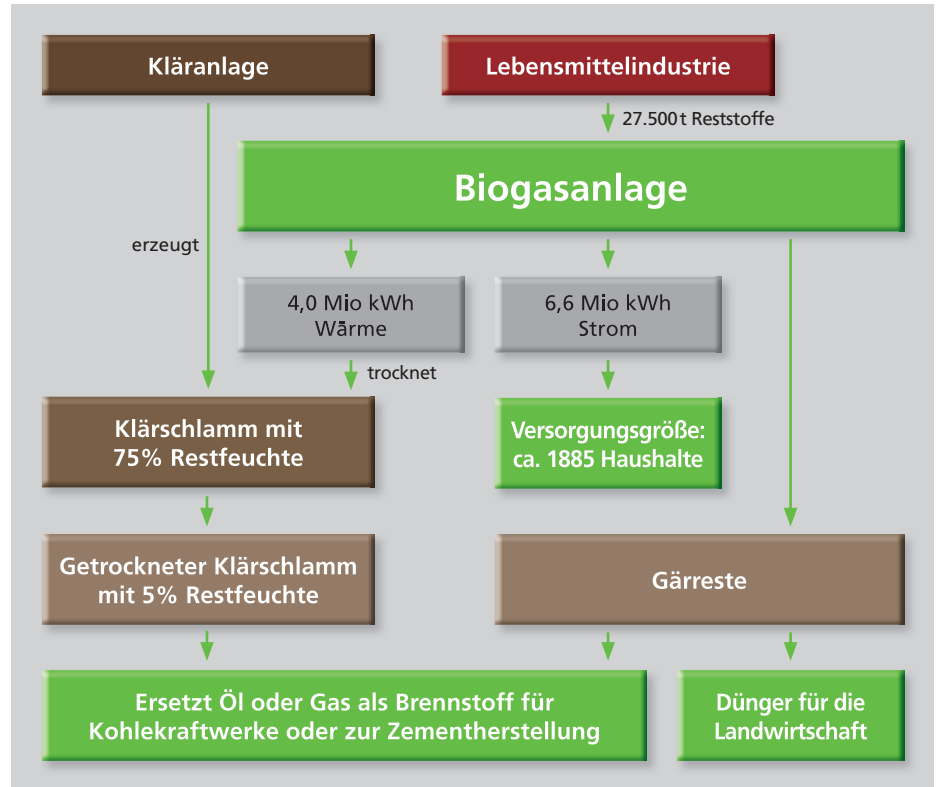 Kläranlage
Lebensmittelindustrie
27.500 t Reststoffe
Biogasanlage
erzeugt
4,0 Mio kWh
Wärme
6,6 Mio kWh
Strom
trocknet
Klärschlamm mit
75% Restfeuchte
Versorgungsgröße:
ca. 1885 Haushalte
Getrockneter Klärschlamm
mit 5% Restfeuchte
Gärreste
Ersetzt Öl oder Gas als Brennstoff für
Kohlekraftwerke oder zur Zementherstellung
Dünger für die
Landwirtschaft